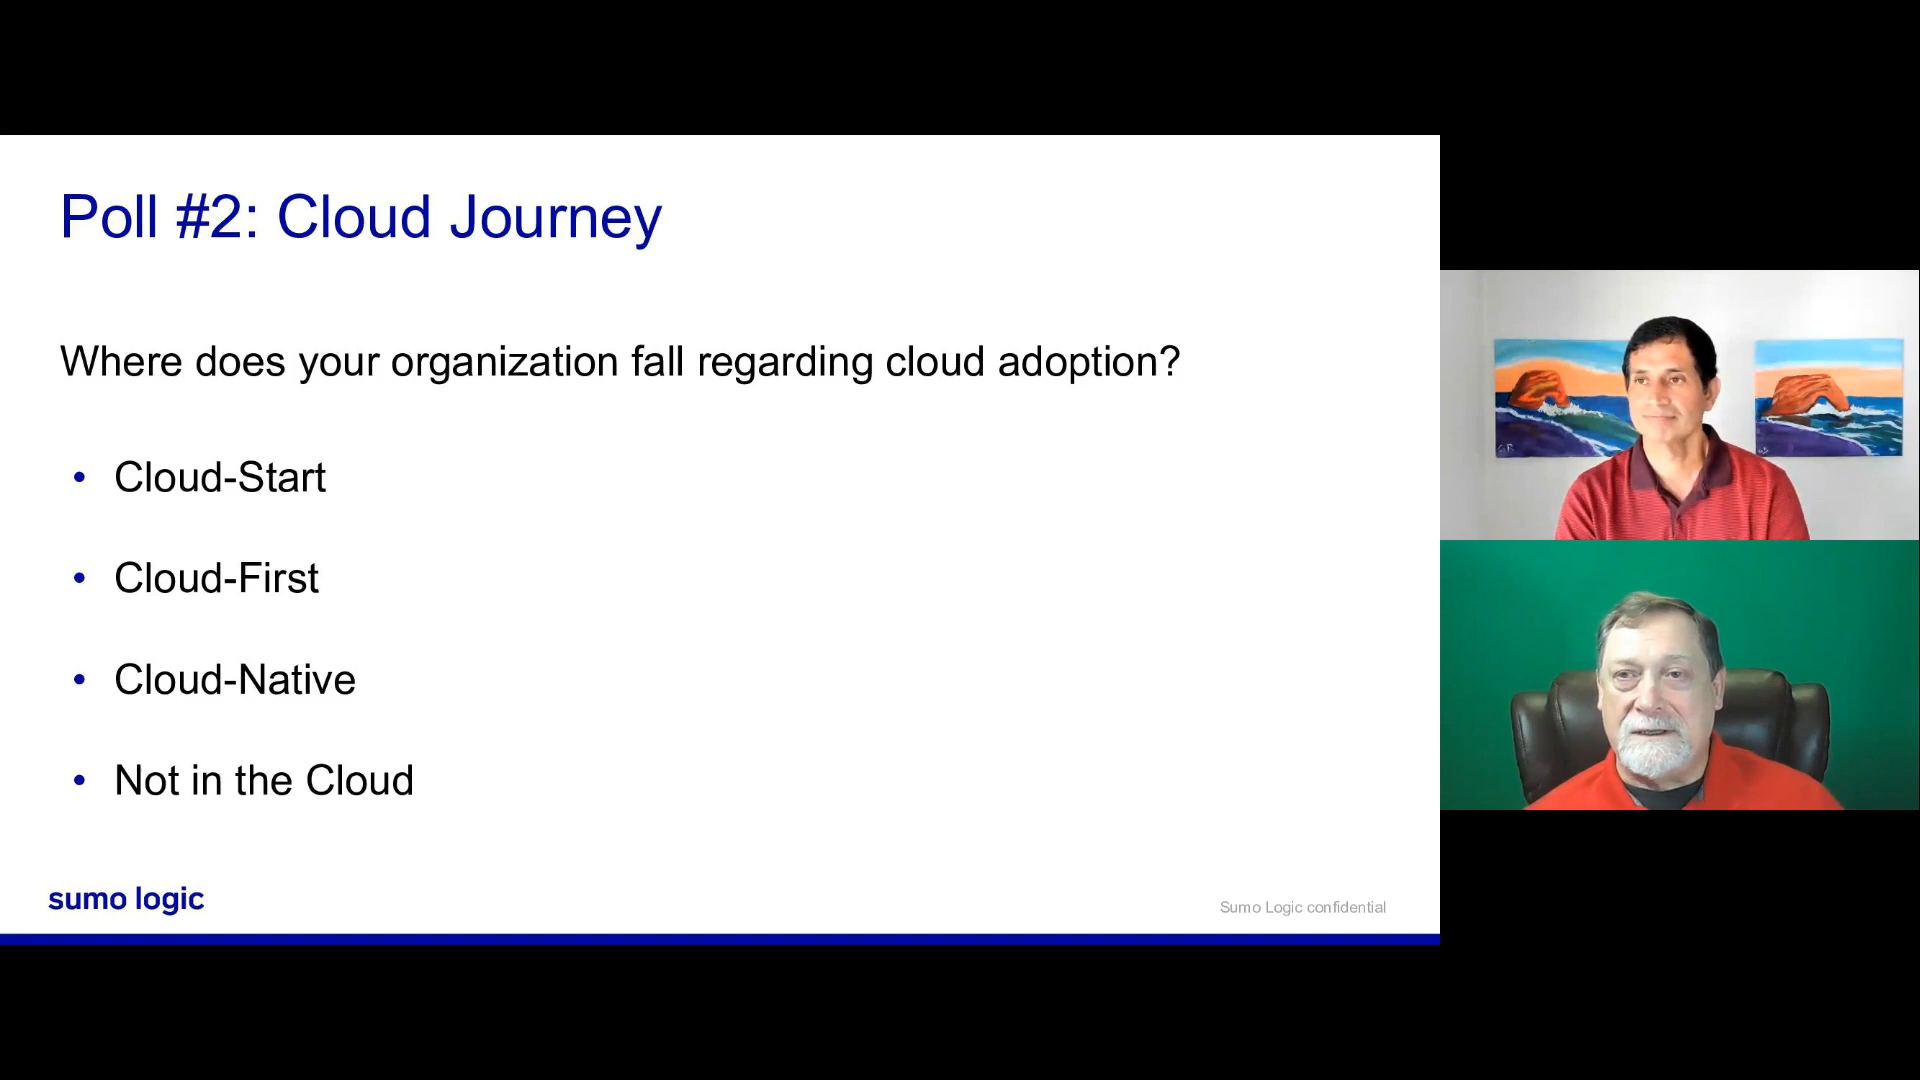 Poll #2: Cloud Journey
Where does your organization fall regarding cloud adoption?
• Cloud-Start
• Cloud-First
• Cloud-Native
• Not in the Cloud
sumo logic
Sumo Logic confidential